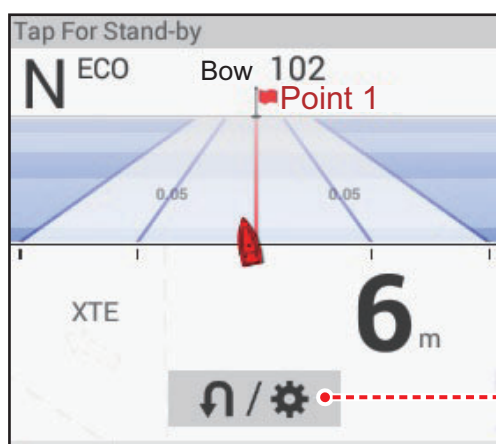 Tap For Stand-by
N ECO Bow 102
Point 1
0.05 0.05
XTE 6 m
/